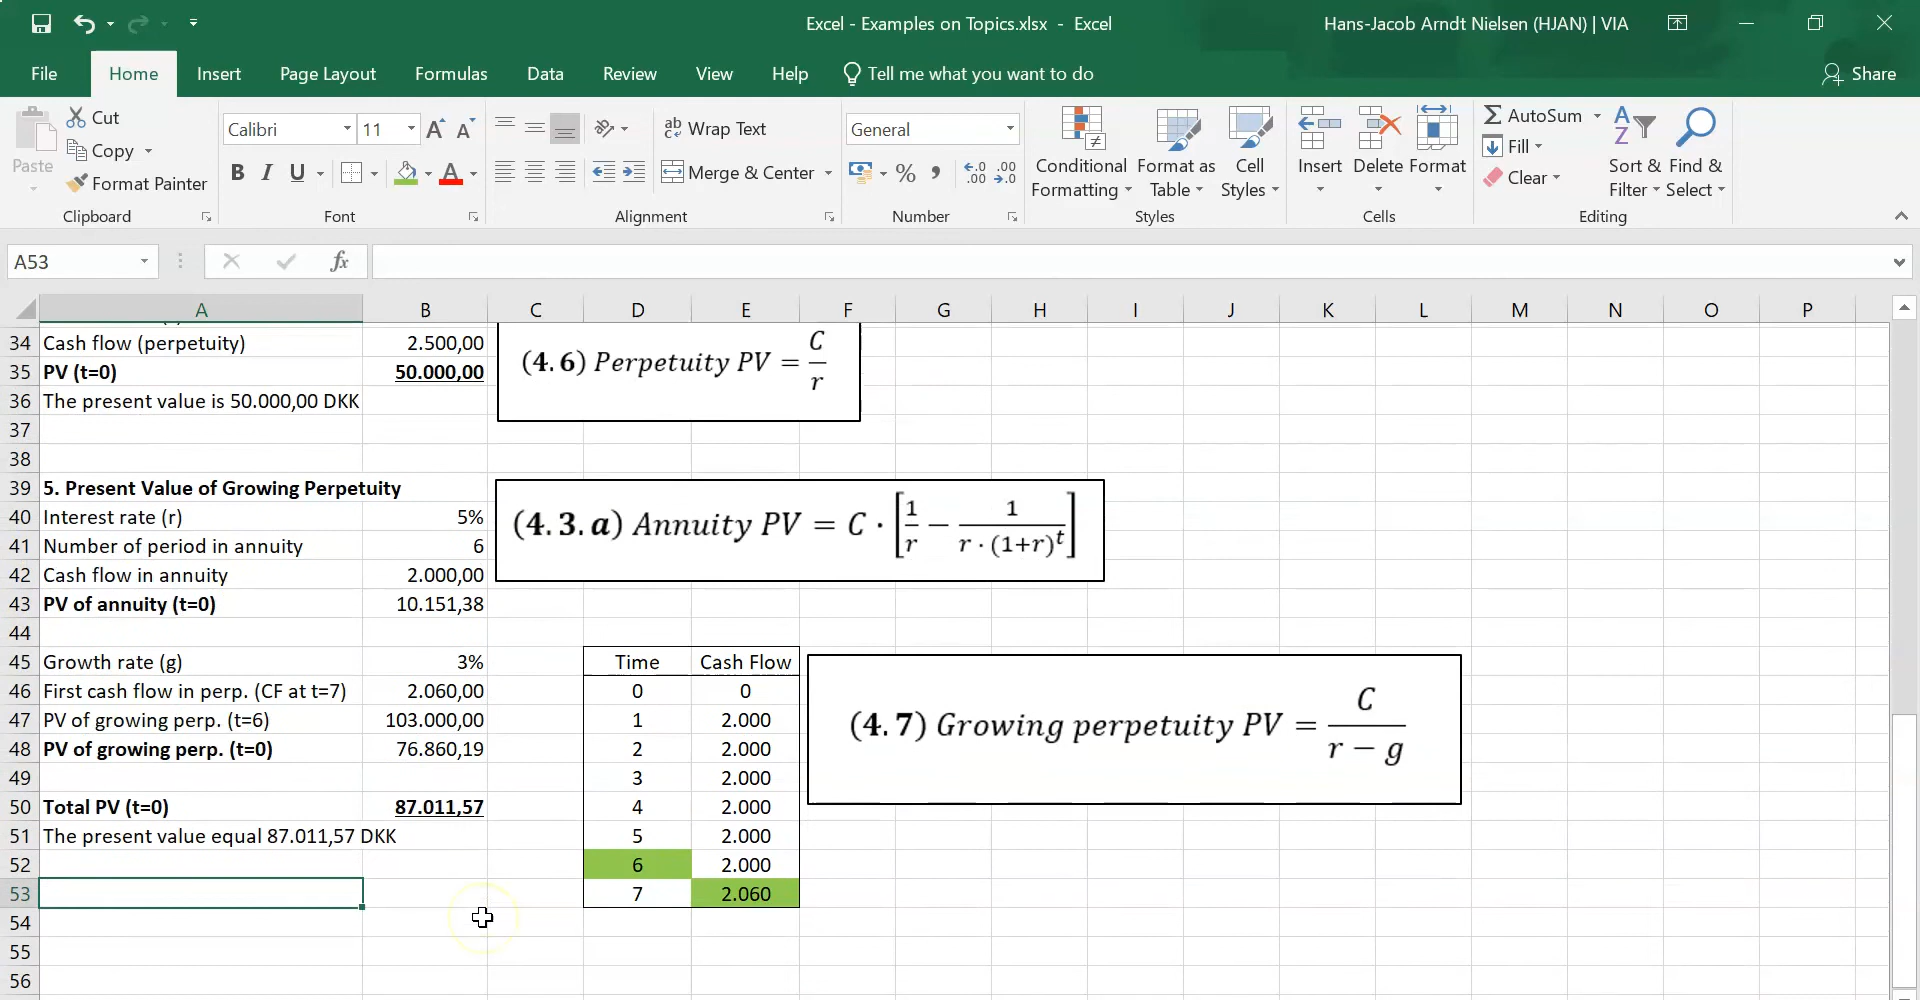 Excel - Examples on Topics.xlsx - Excel
Hans-Jacob Arndt Nielsen (HJAN) | VIA
File Home Insert Page Layout Formulas Data Review View Help Tell me what you want to do Share
Paste
Cut
Copy
Format Painter
Clipboard
Calibri 11
B I U
Font
Wrap Text
Merge & Center
Alignment
General
Number
Conditional Formatting
Format as Table
Cell Styles
Styles
Insert Delete Format
Cells
AutoSum
Fill
Clear
Sort & Filter
Find & Select
Editing
A53
fx
A B C D E F G H I J K L M N O P
34 Cash flow (perpetuity) 2.500,00
(4.6) Perpetuity PV = C / r
35 PV (t=0) 50.000,00
36 The present value is 50.000,00 DKK
37
38
39 5. Present Value of Growing Perpetuity
40 Interest rate (r) 5%
(4.3.a) Annuity PV = C · [1/r − 1/(r · (1+r)^t)]
41 Number of period in annuity 6
42 Cash flow in annuity 2.000,00
43 PV of annuity (t=0) 10.151,38
44
45 Growth rate (g) 3% Time Cash Flow
46 First cash flow in perp. (CF at t=7) 2.060,00 0 0
47 PV of growing perp. (t=6) 103.000,00 1 2.000
(4.7) Growing perpetuity PV = C / (r − g)
48 PV of growing perp. (t=0) 76.860,19 2 2.000
49 3 2.000
50 Total PV (t=0) 87.011,57 4 2.000
51 The present value equal 87.011,57 DKK 5 2.000
52 6 2.000
53 7 2.060
54
55
56